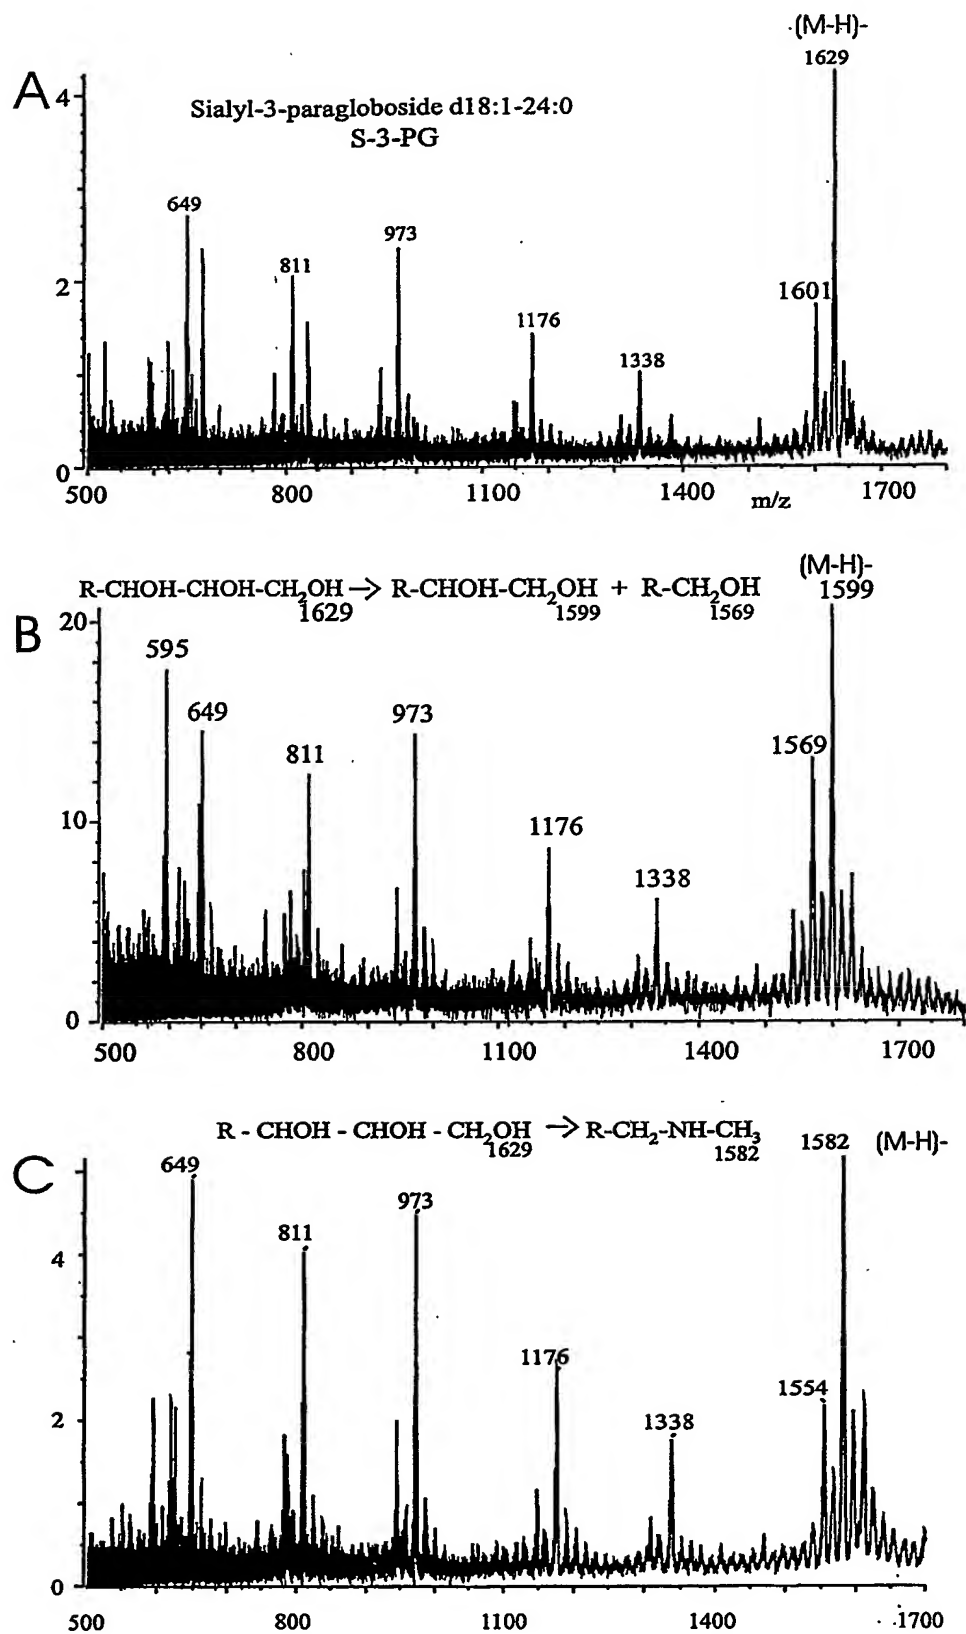 (M-H)-
1629
A
4
Sialyl-3-paragloboside d18:1-24:0
S-3-PG
649
973
811
1601
2
1176
1338
0
500 800 1100 1400 m/z 1700
(M-H)-
R-CHOH-CHOH-CH2OH → R-CHOH-CH2OH + R-CH2OH 1599
1629 1599 1569
B
20
595
649
973
811
1569
10
1176
1338
0
500 800 1100 1400 1700
R - CHOH - CHOH - CH2OH → R-CH2-NH-CH3 1582 (M-H)-
1629 1582
C
649
973
811
4
1176
1554
2
1338
0
500 800 1100 1400 1700